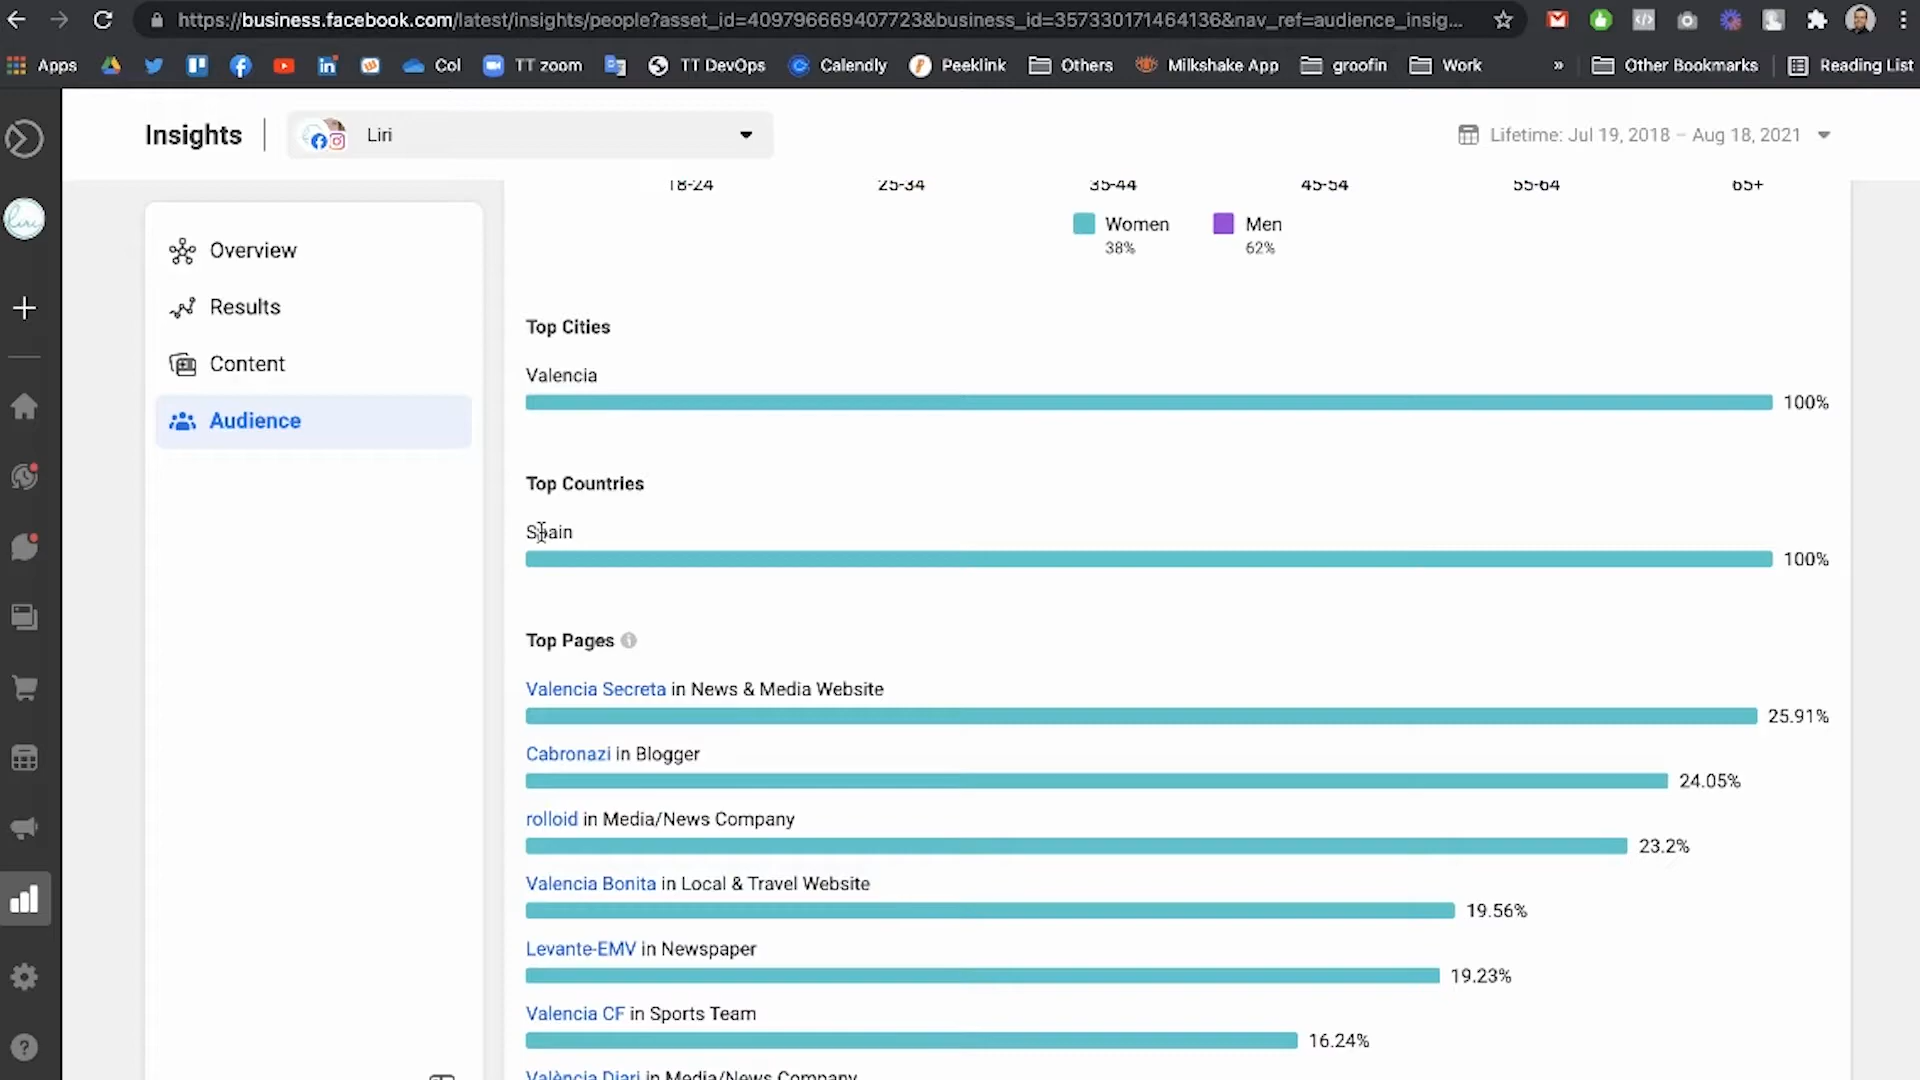 https://business.facebook.com/latest/insights/people?asset_id=409796669407723&business_id=357330171464136&nav_ref=audience_insig...
Apps Col TT zoom TT DevOps Calendly Peeklink Others Milkshake App groofin Work » Other Bookmarks Reading List
Insights Liri Lifetime: Jul 19, 2018 – Aug 18, 2021
18-24 25-34 35-44 45-54 55-64 65+
Women Men
38% 62%
Overview
Results
Content
Audience
Top Cities
Valencia
100%
Top Countries
Spain
100%
Top Pages
Valencia Secreta in News & Media Website
25.91%
Cabronazi in Blogger
24.05%
rolloid in Media/News Company
23.2%
Valencia Bonita in Local & Travel Website
19.56%
Levante-EMV in Newspaper
19.23%
Valencia CF in Sports Team
16.24%
València Diari in Media/News Company